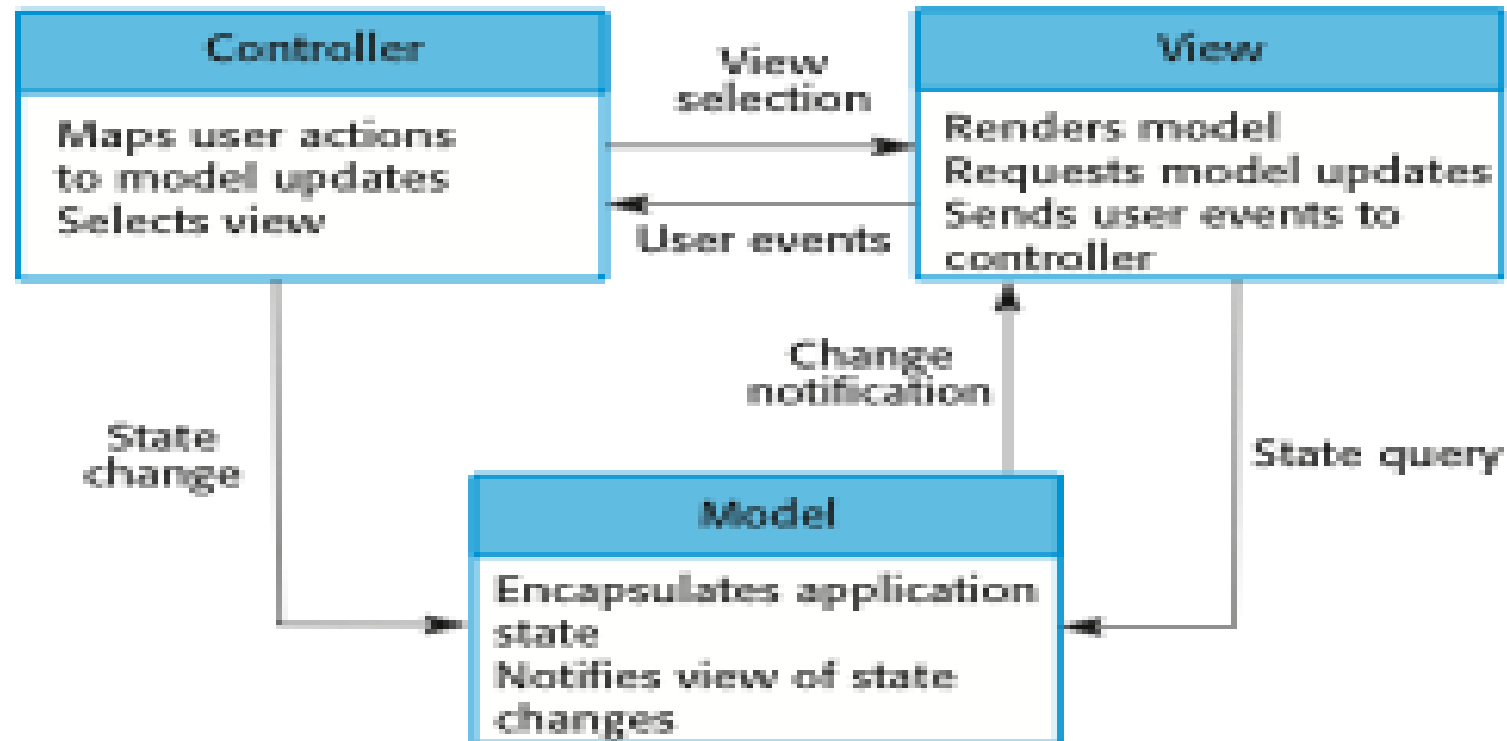 Controller
Maps user actions
to model updates
Selects view
View
selection
User events
View
Renders model
Requests model updates
Sends user events to
controller
State
change
Change
notification
State query
Model
Encapsulates application
state
Notifies view of state
changes